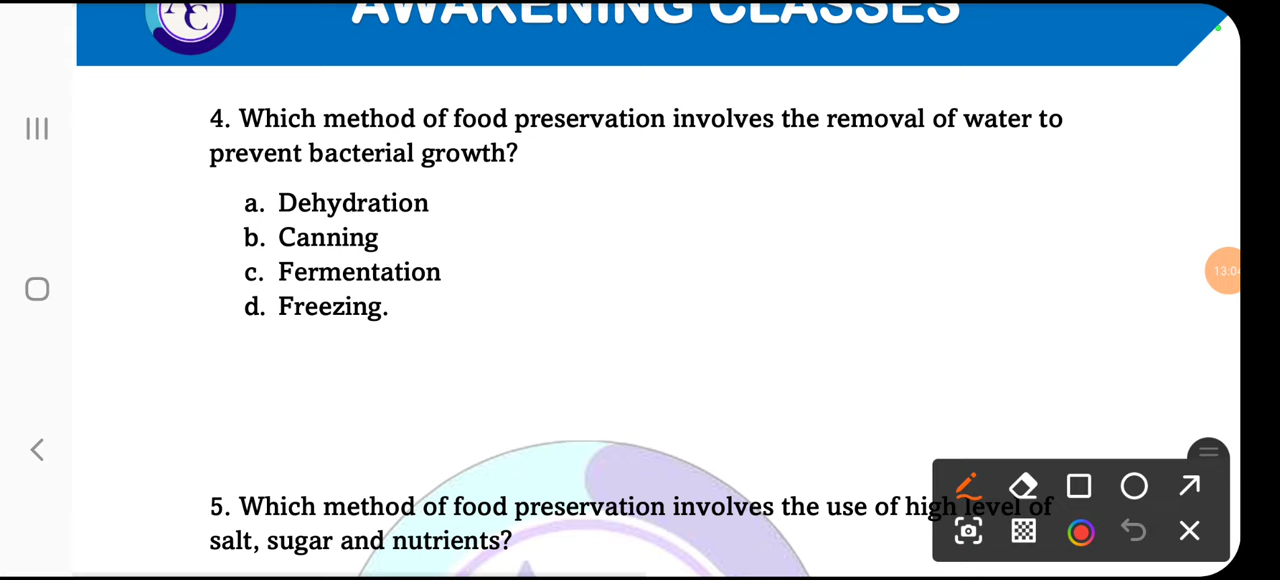 AWAKENING CLASSES
4. Which method of food preservation involves the removal of water to
prevent bacterial growth?
a. Dehydration
b. Canning
c. Fermentation
d. Freezing.
13:04
5. Which method of food preservation involves the use of high level of
salt, sugar and nutrients?